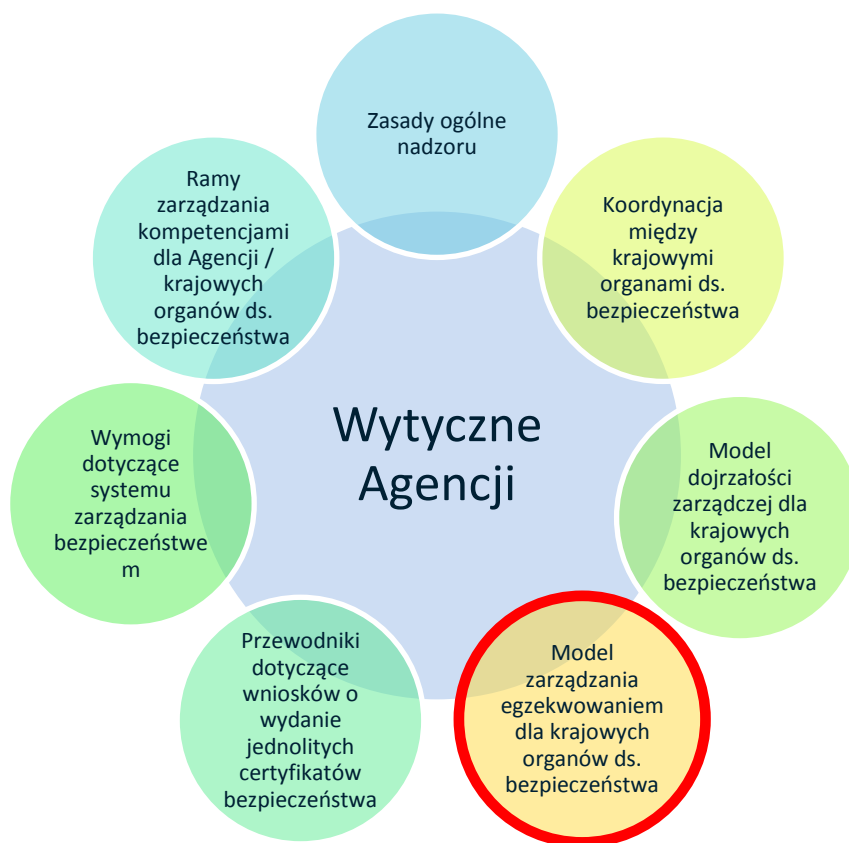 Zasady ogólne
nadzoru
Koordynacja
między
krajowymi
organami ds.
bezpieczeństwa
Model
dojrzałości
zarządczej dla
krajowych
organów ds.
bezpieczeństwa
Model
zarządzania
egzekwowaniem
dla krajowych
organów ds.
bezpieczeństwa
Przewodniki
dotyczące
wniosków o
wydanie
jednolitych
certyfikatów
bezpieczeństwa
Wymogi
dotyczące
systemu
zarządzania
bezpieczeństwe
m
Ramy
zarządzania
kompetencjami
dla Agencji /
krajowych
organów ds.
bezpieczeństwa
Wytyczne
Agencji